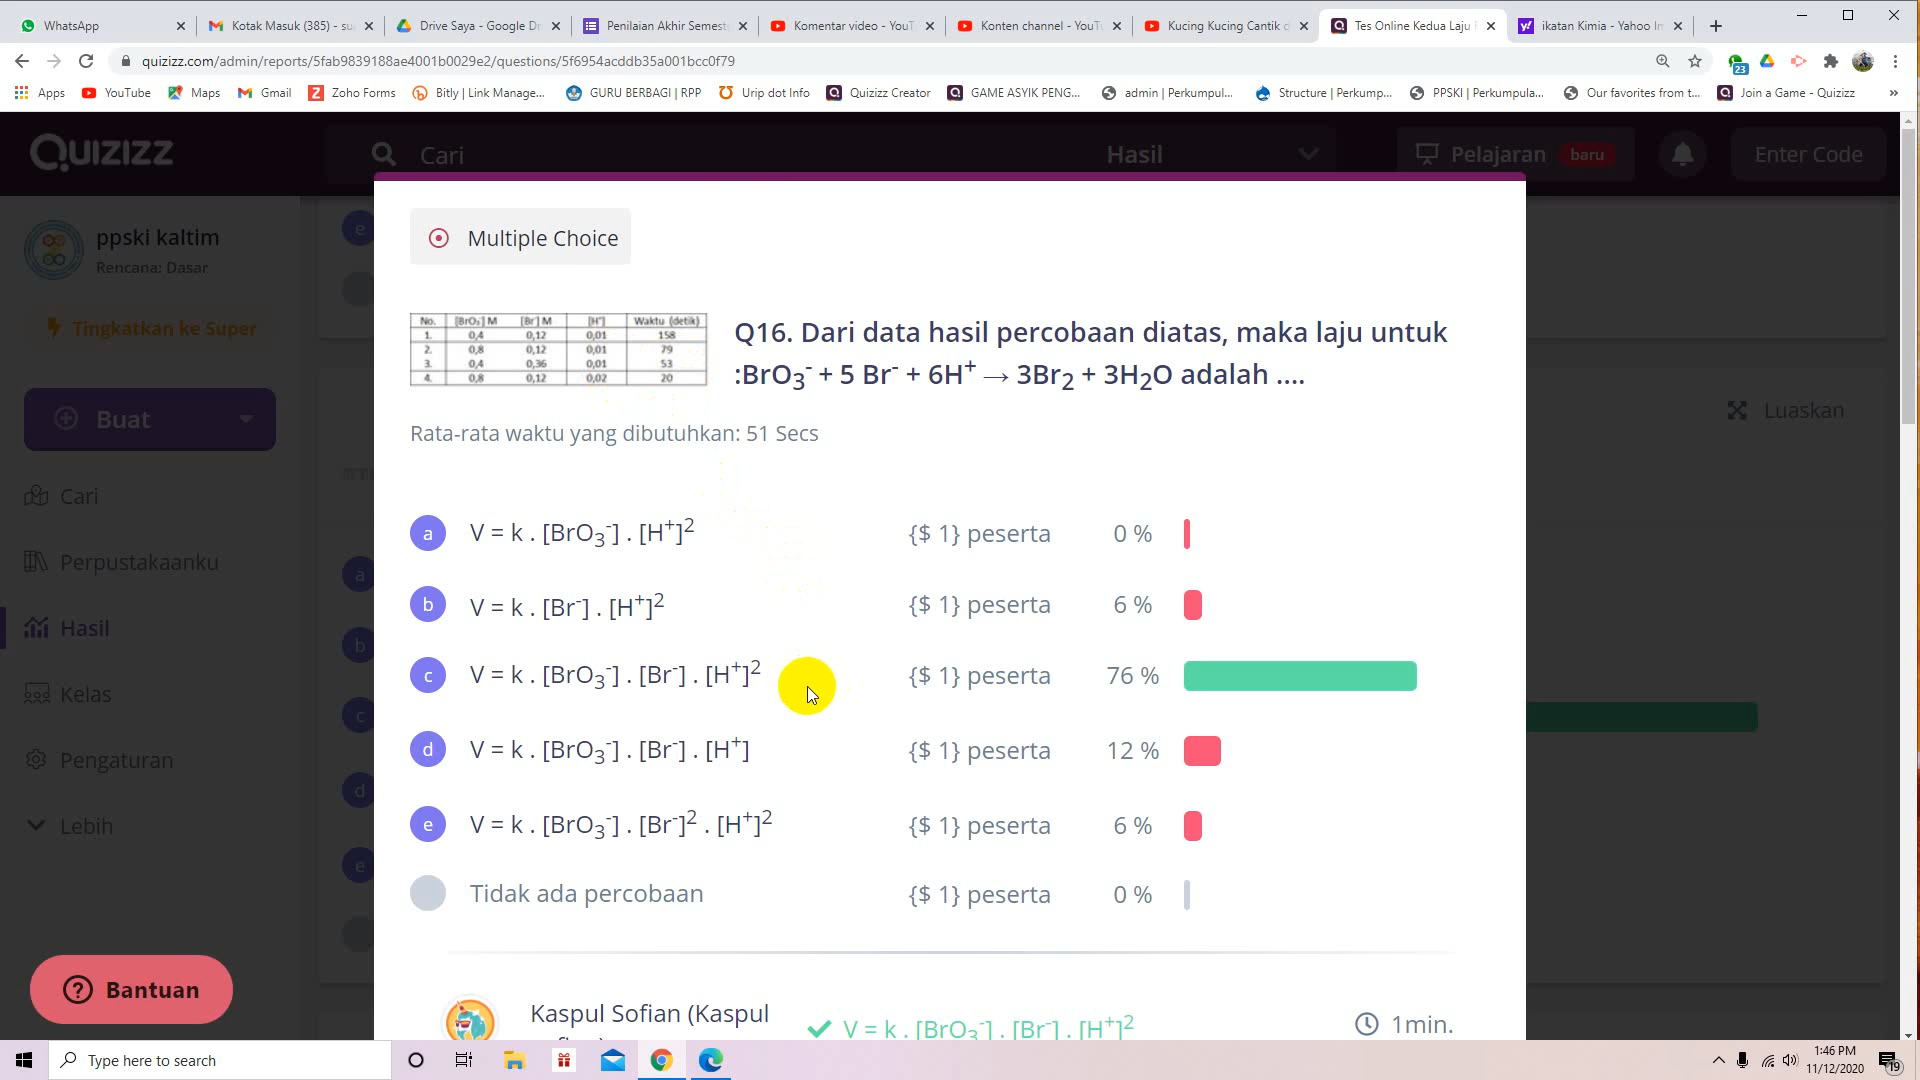 WhatsApp
Kotak Masuk (385) - su
Drive Saya - Google Dr
Penilaian Akhir Semest
Komentar video - YouT
Konten channel - YouTu
Kucing Kucing Cantik d
Tes Online Kedua Laju
ikatan Kimia - Yahoo Im
quizizz.com/admin/reports/5fab9839188ae4001b0029e2/questions/5f6954acddb35a001bcc0f79
23
Apps
YouTube
Maps
Gmail
Zoho Forms
Bitly | Link Manage...
GURU BERBAGI | RPP
Urip dot Info
Quizizz Creator
GAME ASYIK PENG...
admin | Perkumpul...
Structure | Perkump...
PPSKI | Perkumpula...
Our favorites from t...
Join a Game - Quizizz
»
QUIZIZZ
Cari
Hasil
Pelajaran baru
Enter Code
ppski kaltim
Rencana: Dasar
Tingkatkan ke Super
Buat
Cari
Perpustakaanku
Hasil
Kelas
Pengaturan
Lebih
Bantuan
e
a
b
c
d
e
Luaskan
Multiple Choice
No. [BrO₃⁻] M [Br⁻] M [H⁺] Waktu (detik)
1. 0,4 0,12 0,01 158
2. 0,8 0,12 0,01 79
3. 0,4 0,36 0,01 53
4. 0,8 0,12 0,02 20
Q16. Dari data hasil percobaan diatas, maka laju untuk
:BrO₃⁻ + 5 Br⁻ + 6H⁺ → 3Br₂ + 3H₂O adalah ....
Rata-rata waktu yang dibutuhkan: 51 Secs
a V = k . [BrO₃⁻] . [H⁺]² {$ 1} peserta 0 %
b V = k . [Br⁻] . [H⁺]² {$ 1} peserta 6 %
c V = k . [BrO₃⁻] . [Br⁻] . [H⁺]² {$ 1} peserta 76 %
d V = k . [BrO₃⁻] . [Br⁻] . [H⁺] {$ 1} peserta 12 %
e V = k . [BrO₃⁻] . [Br⁻]² . [H⁺]² {$ 1} peserta 6 %
Tidak ada percobaan {$ 1} peserta 0 %
Kaspul Sofian (Kaspul
V = k . [BrO₃⁻] . [Br⁻] . [H⁺]² 1min.
Type here to search
1:46 PM
11/12/2020
19